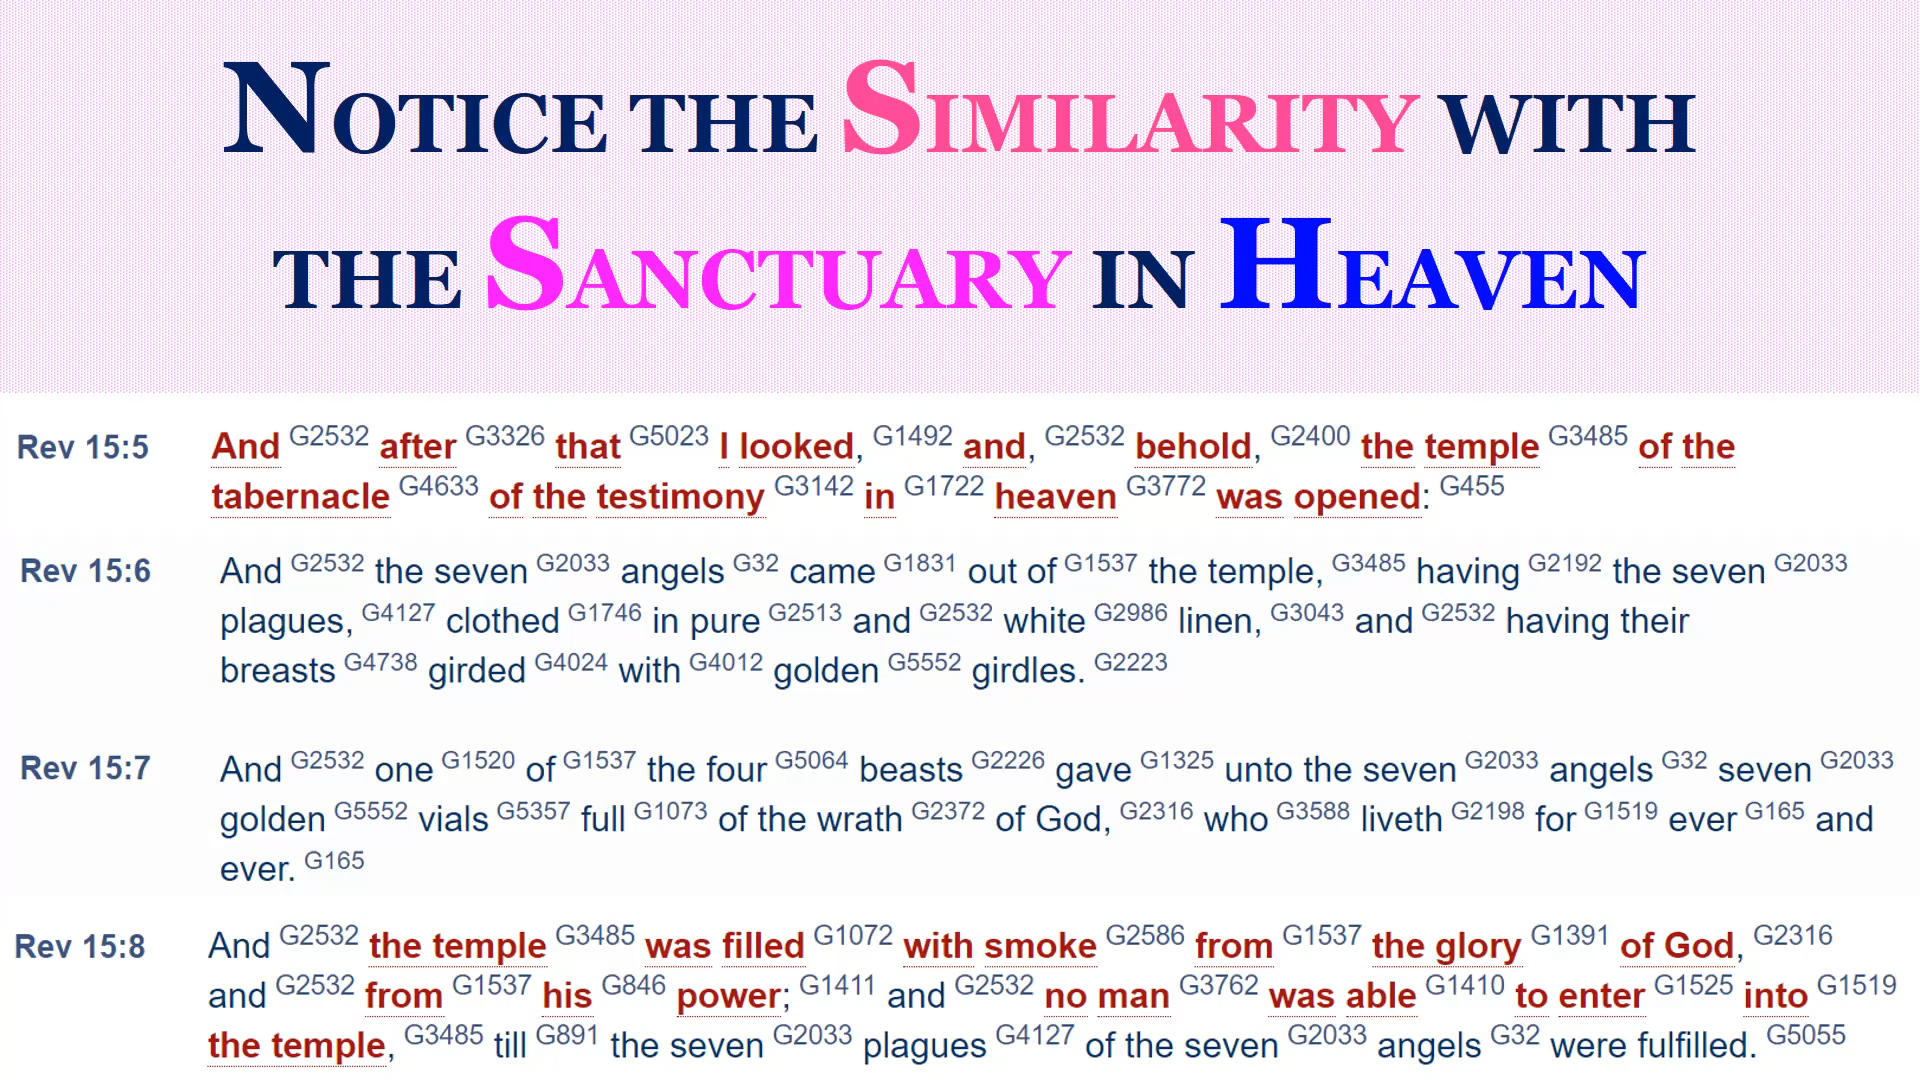 NOTICE THE SIMILARITY WITH
THE SANCTUARY IN HEAVEN
Rev 15:5 And G2532 after G3326 that G5023 I looked, G1492 and, G2532 behold, G2400 the temple G3485 of the
tabernacle G4633 of the testimony G3142 in G1722 heaven G3772 was opened: G455
Rev 15:6 And G2532 the seven G2033 angels G32 came G1831 out of G1537 the temple, G3485 having G2192 the seven G2033
plagues, G4127 clothed G1746 in pure G2513 and G2532 white G2986 linen, G3043 and G2532 having their
breasts G4738 girded G4024 with G4012 golden G5552 girdles. G2223
Rev 15:7 And G2532 one G1520 of G1537 the four G5064 beasts G2226 gave G1325 unto the seven G2033 angels G32 seven G2033
golden G5552 vials G5357 full G1073 of the wrath G2372 of God, G2316 who G3588 liveth G2198 for G1519 ever G165 and
ever. G165
Rev 15:8 And G2532 the temple G3485 was filled G1072 with smoke G2586 from G1537 the glory G1391 of God, G2316
and G2532 from G1537 his G846 power; G1411 and G2532 no man G3762 was able G1410 to enter G1525 into G1519
the temple, G3485 till G891 the seven G2033 plagues G4127 of the seven G2033 angels G32 were fulfilled. G5055